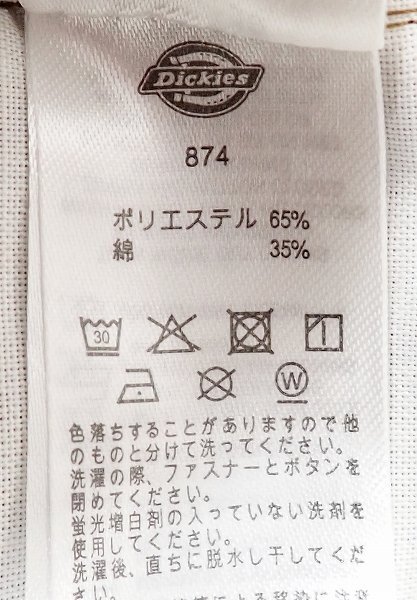 Dickies
874
ポリエステル 65%
綿 35%
30
W
色落ちすることがありますので他
のものと分けて洗ってください。
洗濯の際、ファスナーとボタンを
閉めてください。
蛍光増白剤の入っていない洗剤を
使用してください。
洗濯後、直ちに脱水し干してくだ
さい。